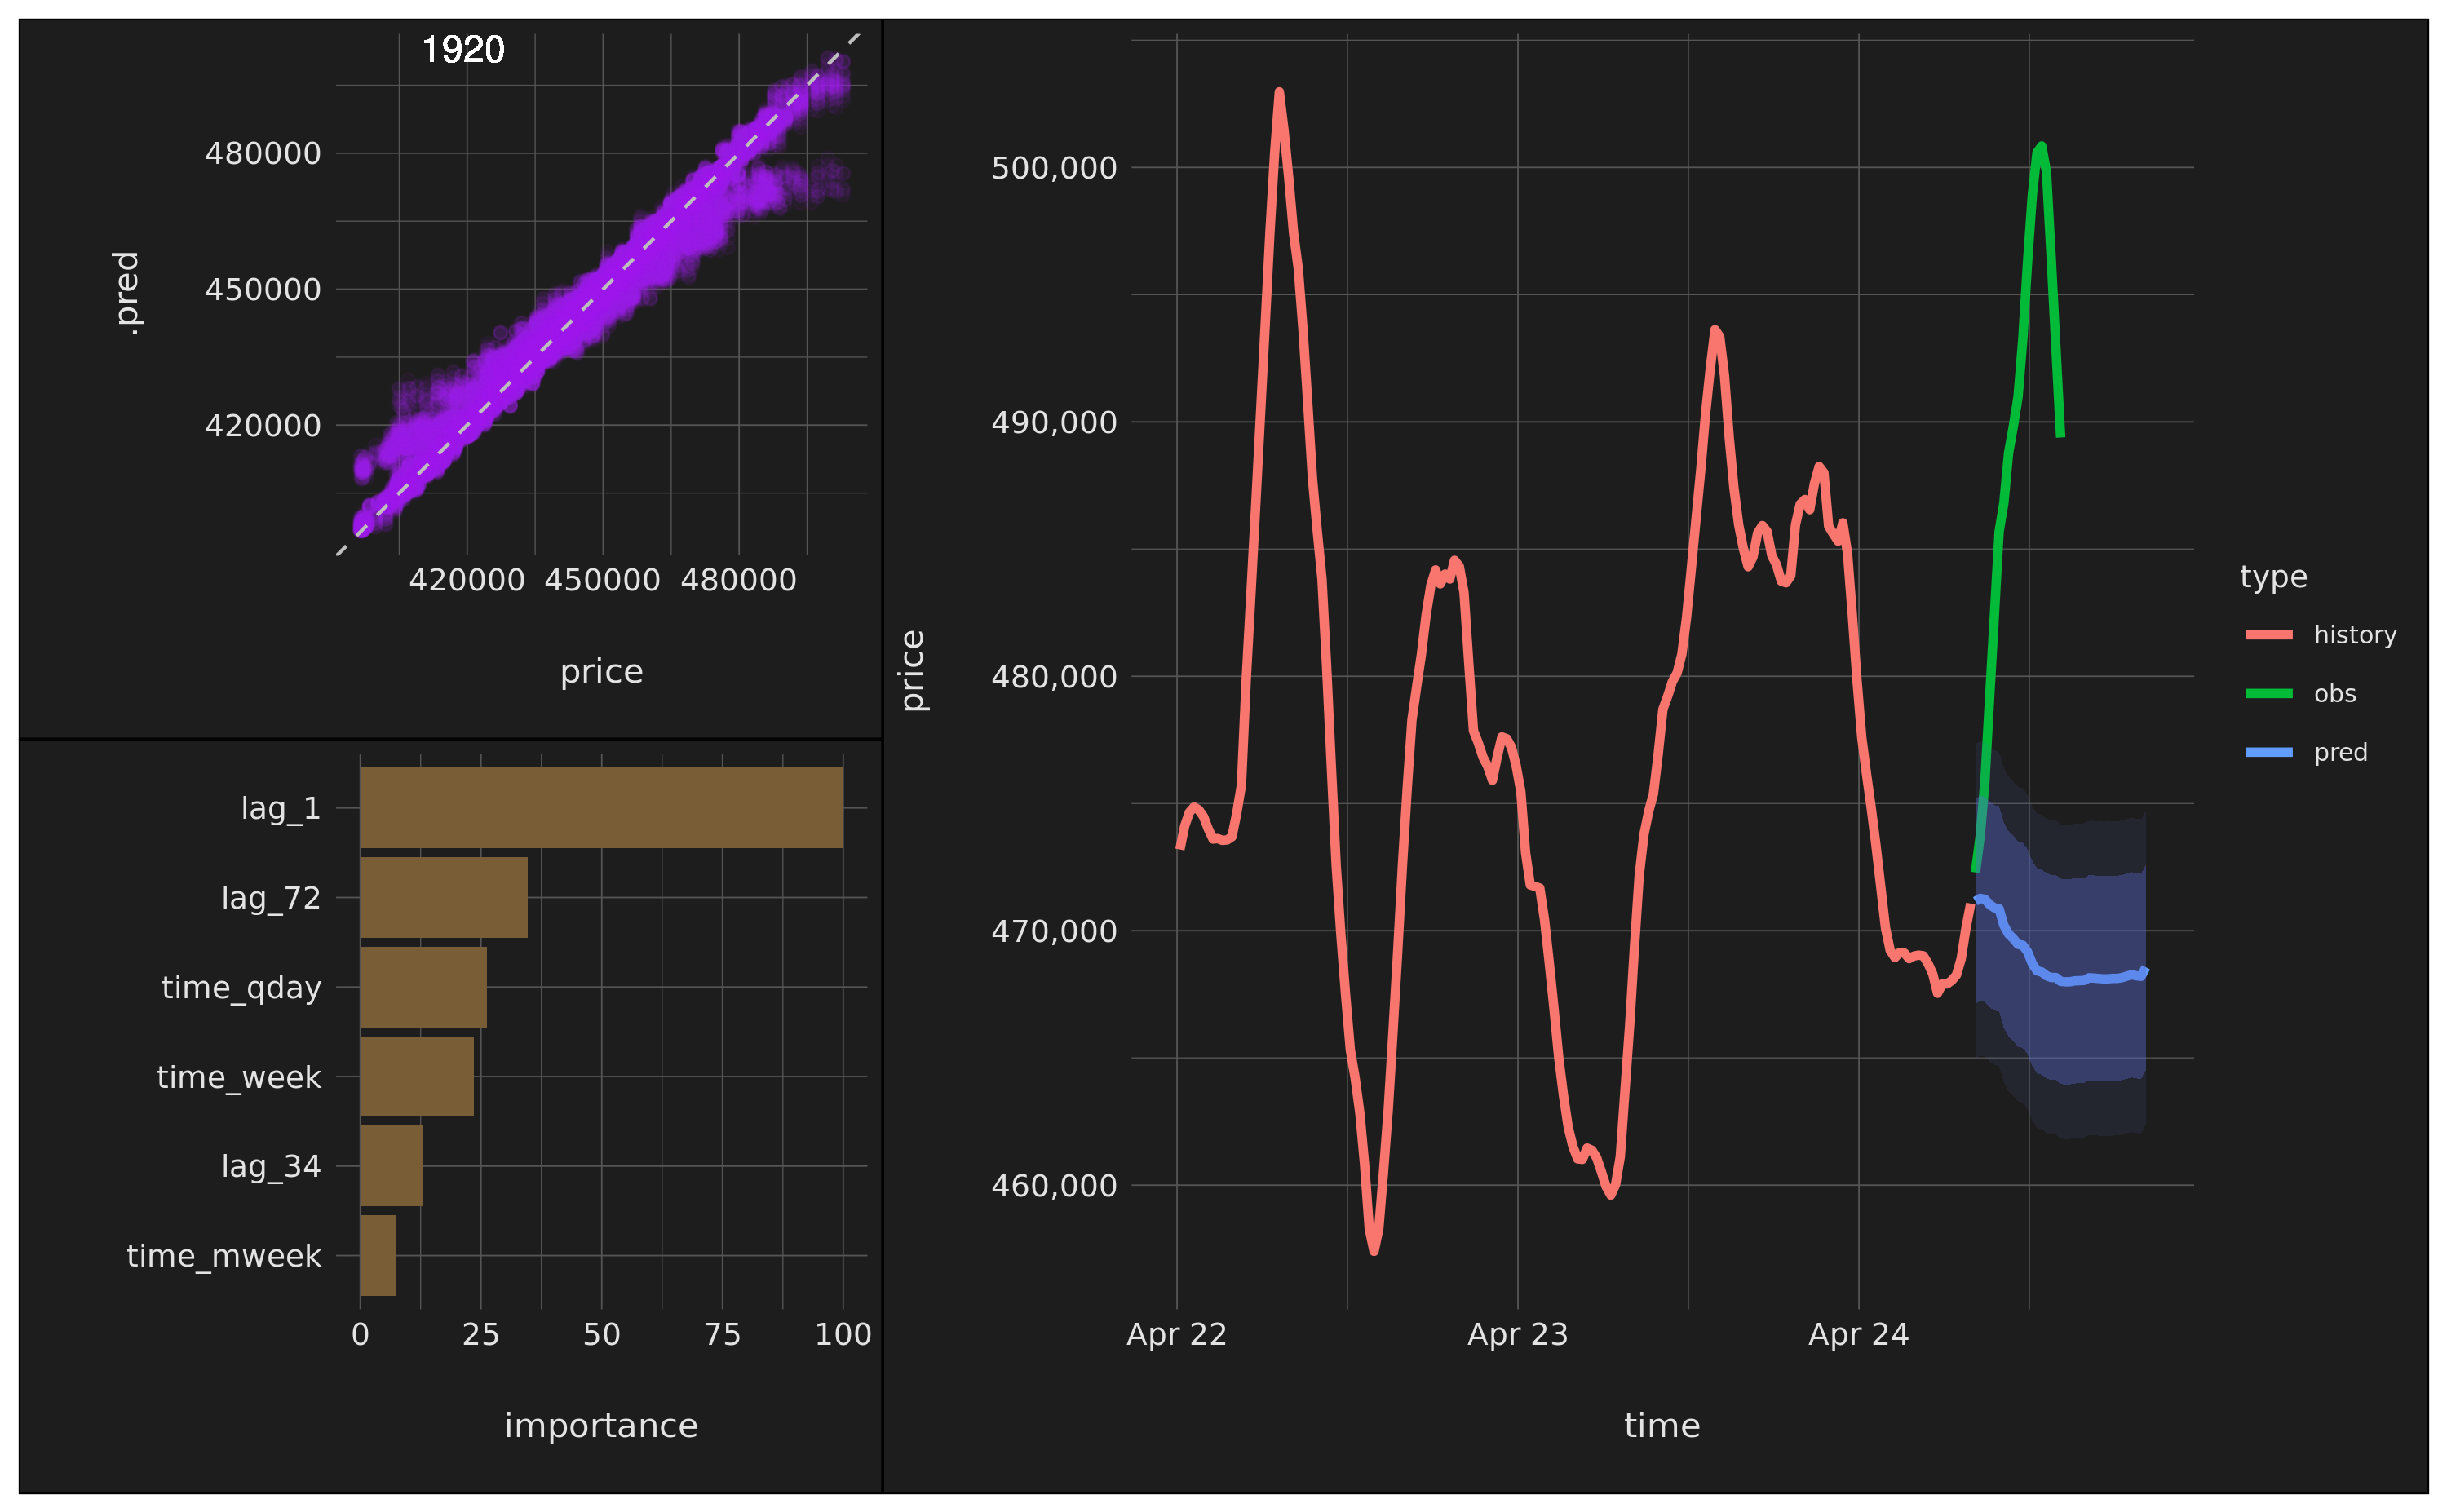 1920
480000
450000
420000
.pred
420000 450000 480000
price
lag_1
lag_72
time_qday
time_week
lag_34
time_mweek
0 25 50 75 100
importance
500,000
490,000
480,000
470,000
460,000
price
Apr 22 Apr 23 Apr 24
time
type
history
obs
pred